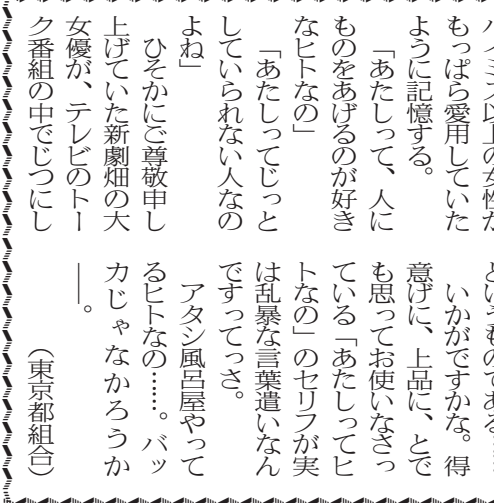 ハイミス以上の女性が
もっぱら愛用していた
ように記憶する。
「あたしって、人に
ものをあげるのが好き
なヒトなの」
「あたしってじっと
していられない人なの
よね」
ひそかにご尊敬申し
上げていた新劇畑の大
女優が、テレビのトー
ク番組の中でじつにし
というものである……
いかがですかな。得
意げに、上品に、とで
も思ってお使いなさっ
ている「あたしってヒ
トなの」のセリフが実
は乱暴な言葉遣いなん
ですってっさ。
アタシ風呂屋やって
るヒトなの……。バッ
カじゃなかろうか
――。
(東京都組合)